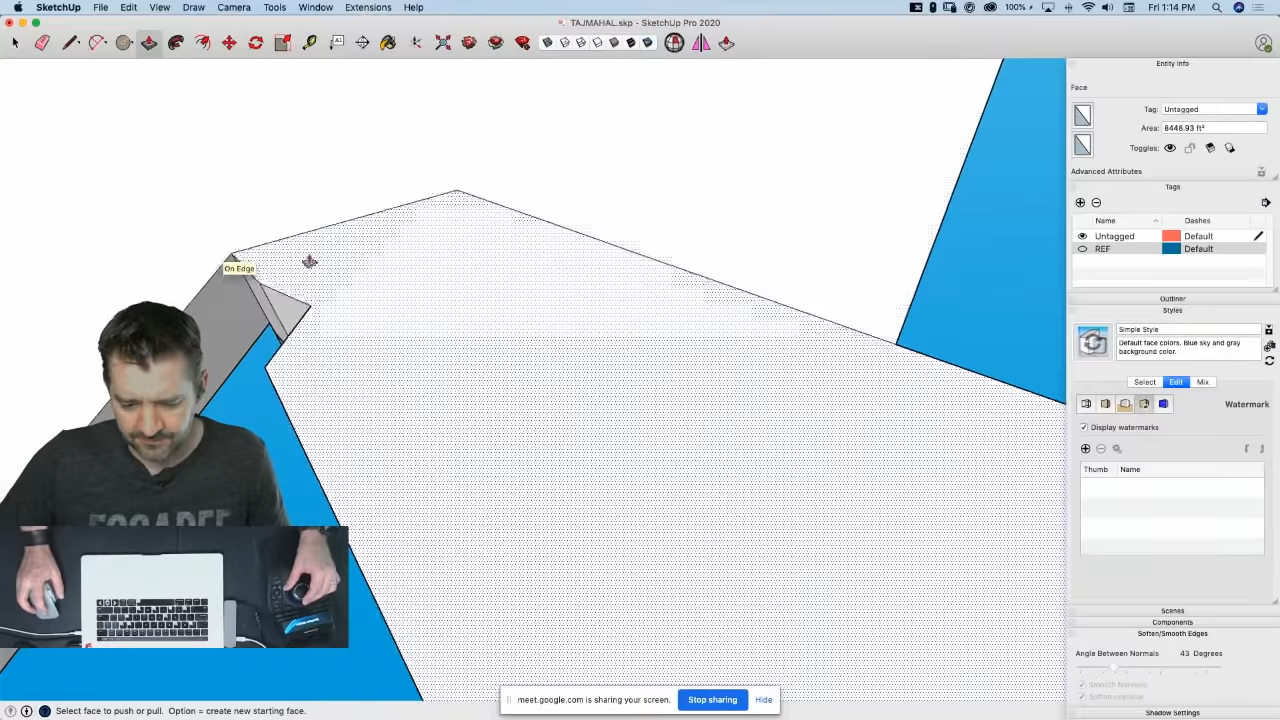 SketchUp File Edit View Draw Camera Tools Window Extensions Help
100% Fri 1:14 PM
TAJMAHAL.skp - SketchUp Pro 2020
Entity Info
Face
Tag: Untagged
Area: 8448.93 ft²
Toggles:
Advanced Attributes
Tags
Name Dashes
Untagged Default
REF Default
Outliner
Styles
Simple Style
Default face colors. Blue sky and gray
background color.
Select Edit Mix
Watermark
Display watermarks
Thumb Name
Scenes
Components
Soften/Smooth Edges
Angle Between Normals 43 Degrees
Smooth Normals
Soften coplanar
Shadow Settings
On Edge
meet.google.com is sharing your screen. Stop sharing Hide
Select face to push or pull. Option = create new starting face.